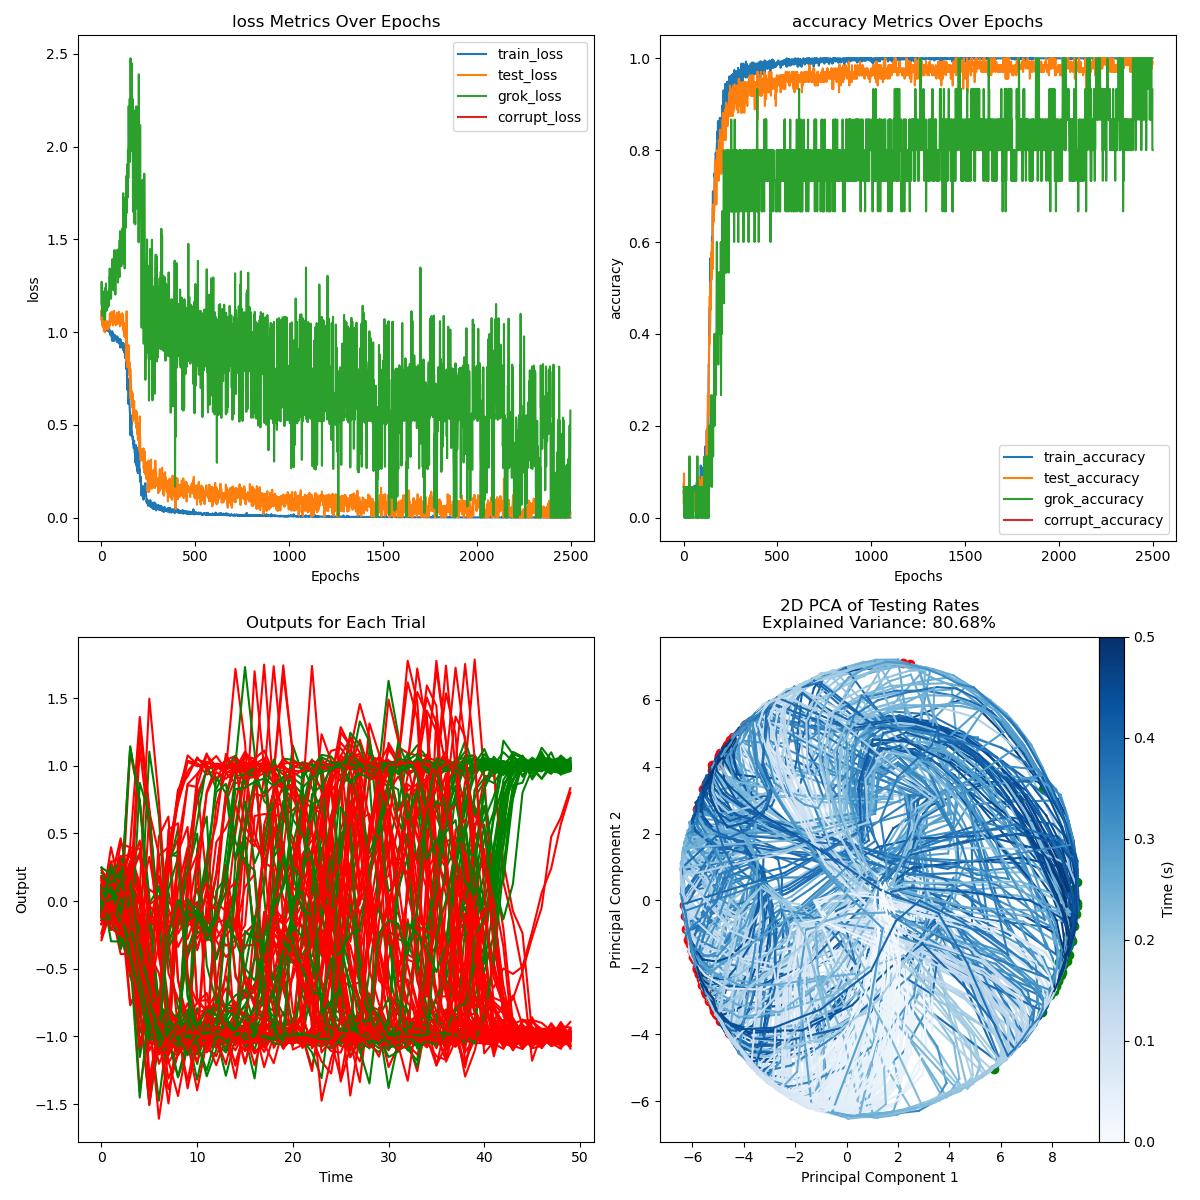 loss Metrics Over Epochs
2.5
2.0
1.5
1.0
0.5
0.0
loss
0
500
1000
1500
2000
2500
Epochs
train_loss
test_loss
grok_loss
corrupt_loss
accuracy Metrics Over Epochs
1.0
0.8
0.6
0.4
0.2
0.0
accuracy
0
500
1000
1500
2000
2500
Epochs
train_accuracy
test_accuracy
grok_accuracy
corrupt_accuracy
Outputs for Each Trial
1.5
1.0
0.5
0.0
−0.5
−1.0
−1.5
Output
0
10
20
30
40
50
Time
2D PCA of Testing Rates
Explained Variance: 80.68%
6
4
2
0
−2
−4
−6
Principal Component 2
−6
−4
−2
0
2
4
6
8
Principal Component 1
0.5
0.4
0.3
0.2
0.1
0.0
Time (s)